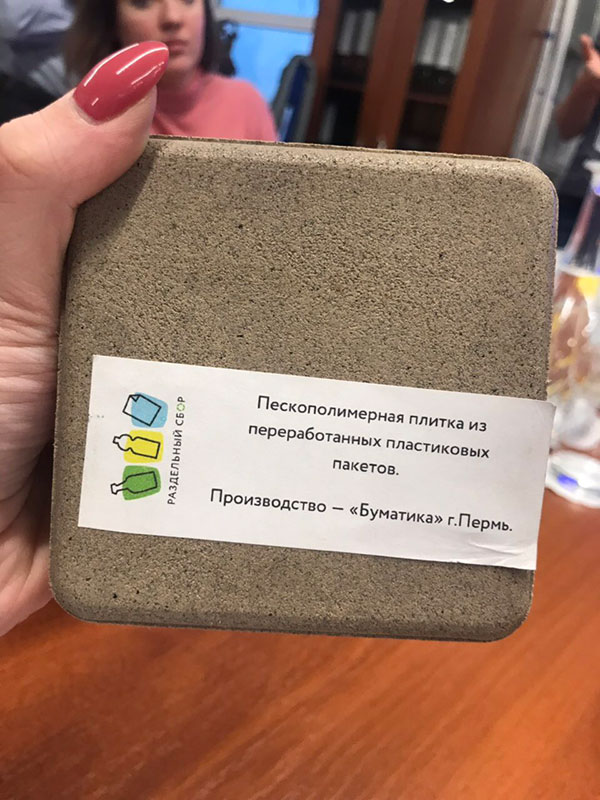 РАЗДЕЛЬНЫЙ СБОР
Пескополимерная плитка из
переработанных пластиковых
пакетов.
Производство — «Буматика» г.Пермь.